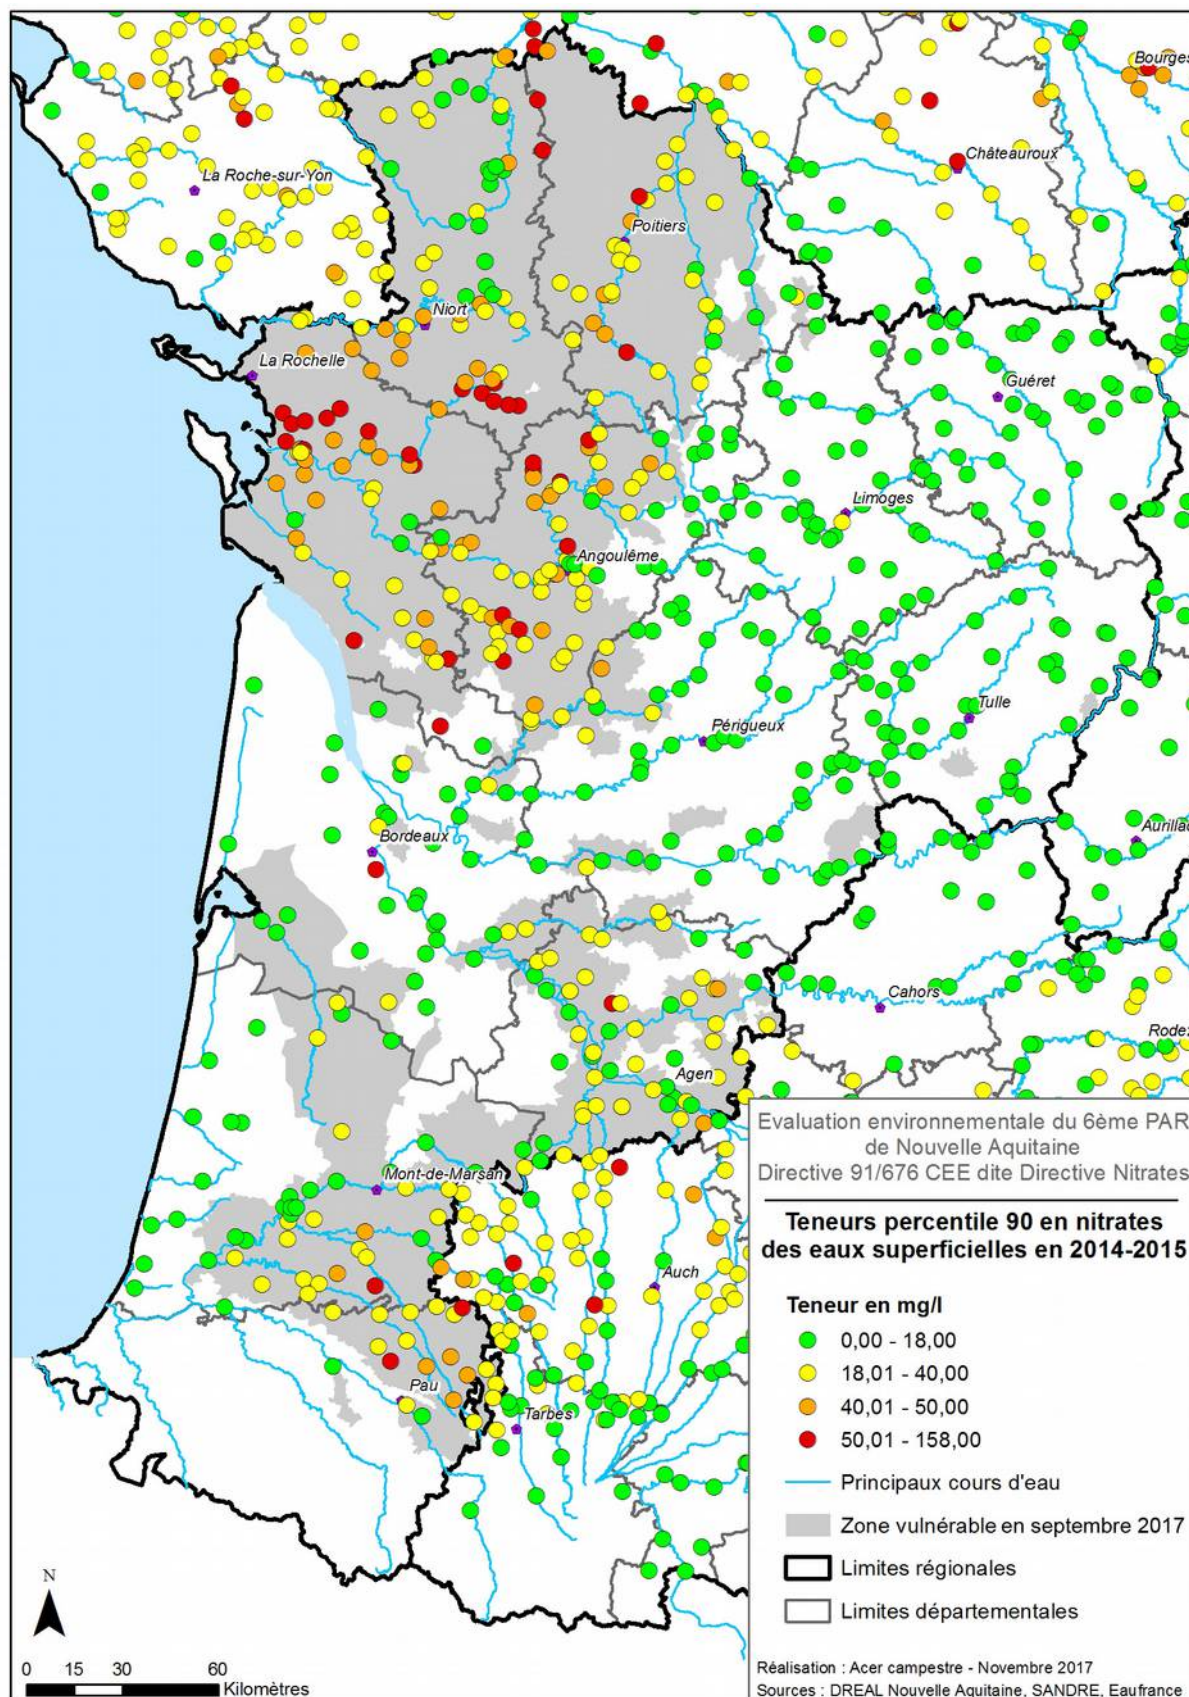 Bourges
Châteauroux
La Roche-sur-Yon
Poitiers
Niort
La Rochelle
Guéret
Limoges
Angoulême
Tulle
Périgueux
Aurillac
Bordeaux
Cahors
Rodez
Agen
Mont-de-Marsan
Auch
Pau
Tarbes
Evaluation environnementale du 6ème PAR
de Nouvelle Aquitaine
Directive 91/676 CEE dite Directive Nitrates
Teneurs percentile 90 en nitrates
des eaux superficielles en 2014-2015
Teneur en mg/l
0,00 - 18,00
18,01 - 40,00
40,01 - 50,00
50,01 - 158,00
Principaux cours d'eau
Zone vulnérable en septembre 2017
Limites régionales
Limites départementales
Réalisation : Acer campestre - Novembre 2017
Sources : DREAL Nouvelle Aquitaine, SANDRE, Eaufrance
N
0 15 30 60
Kilomètres